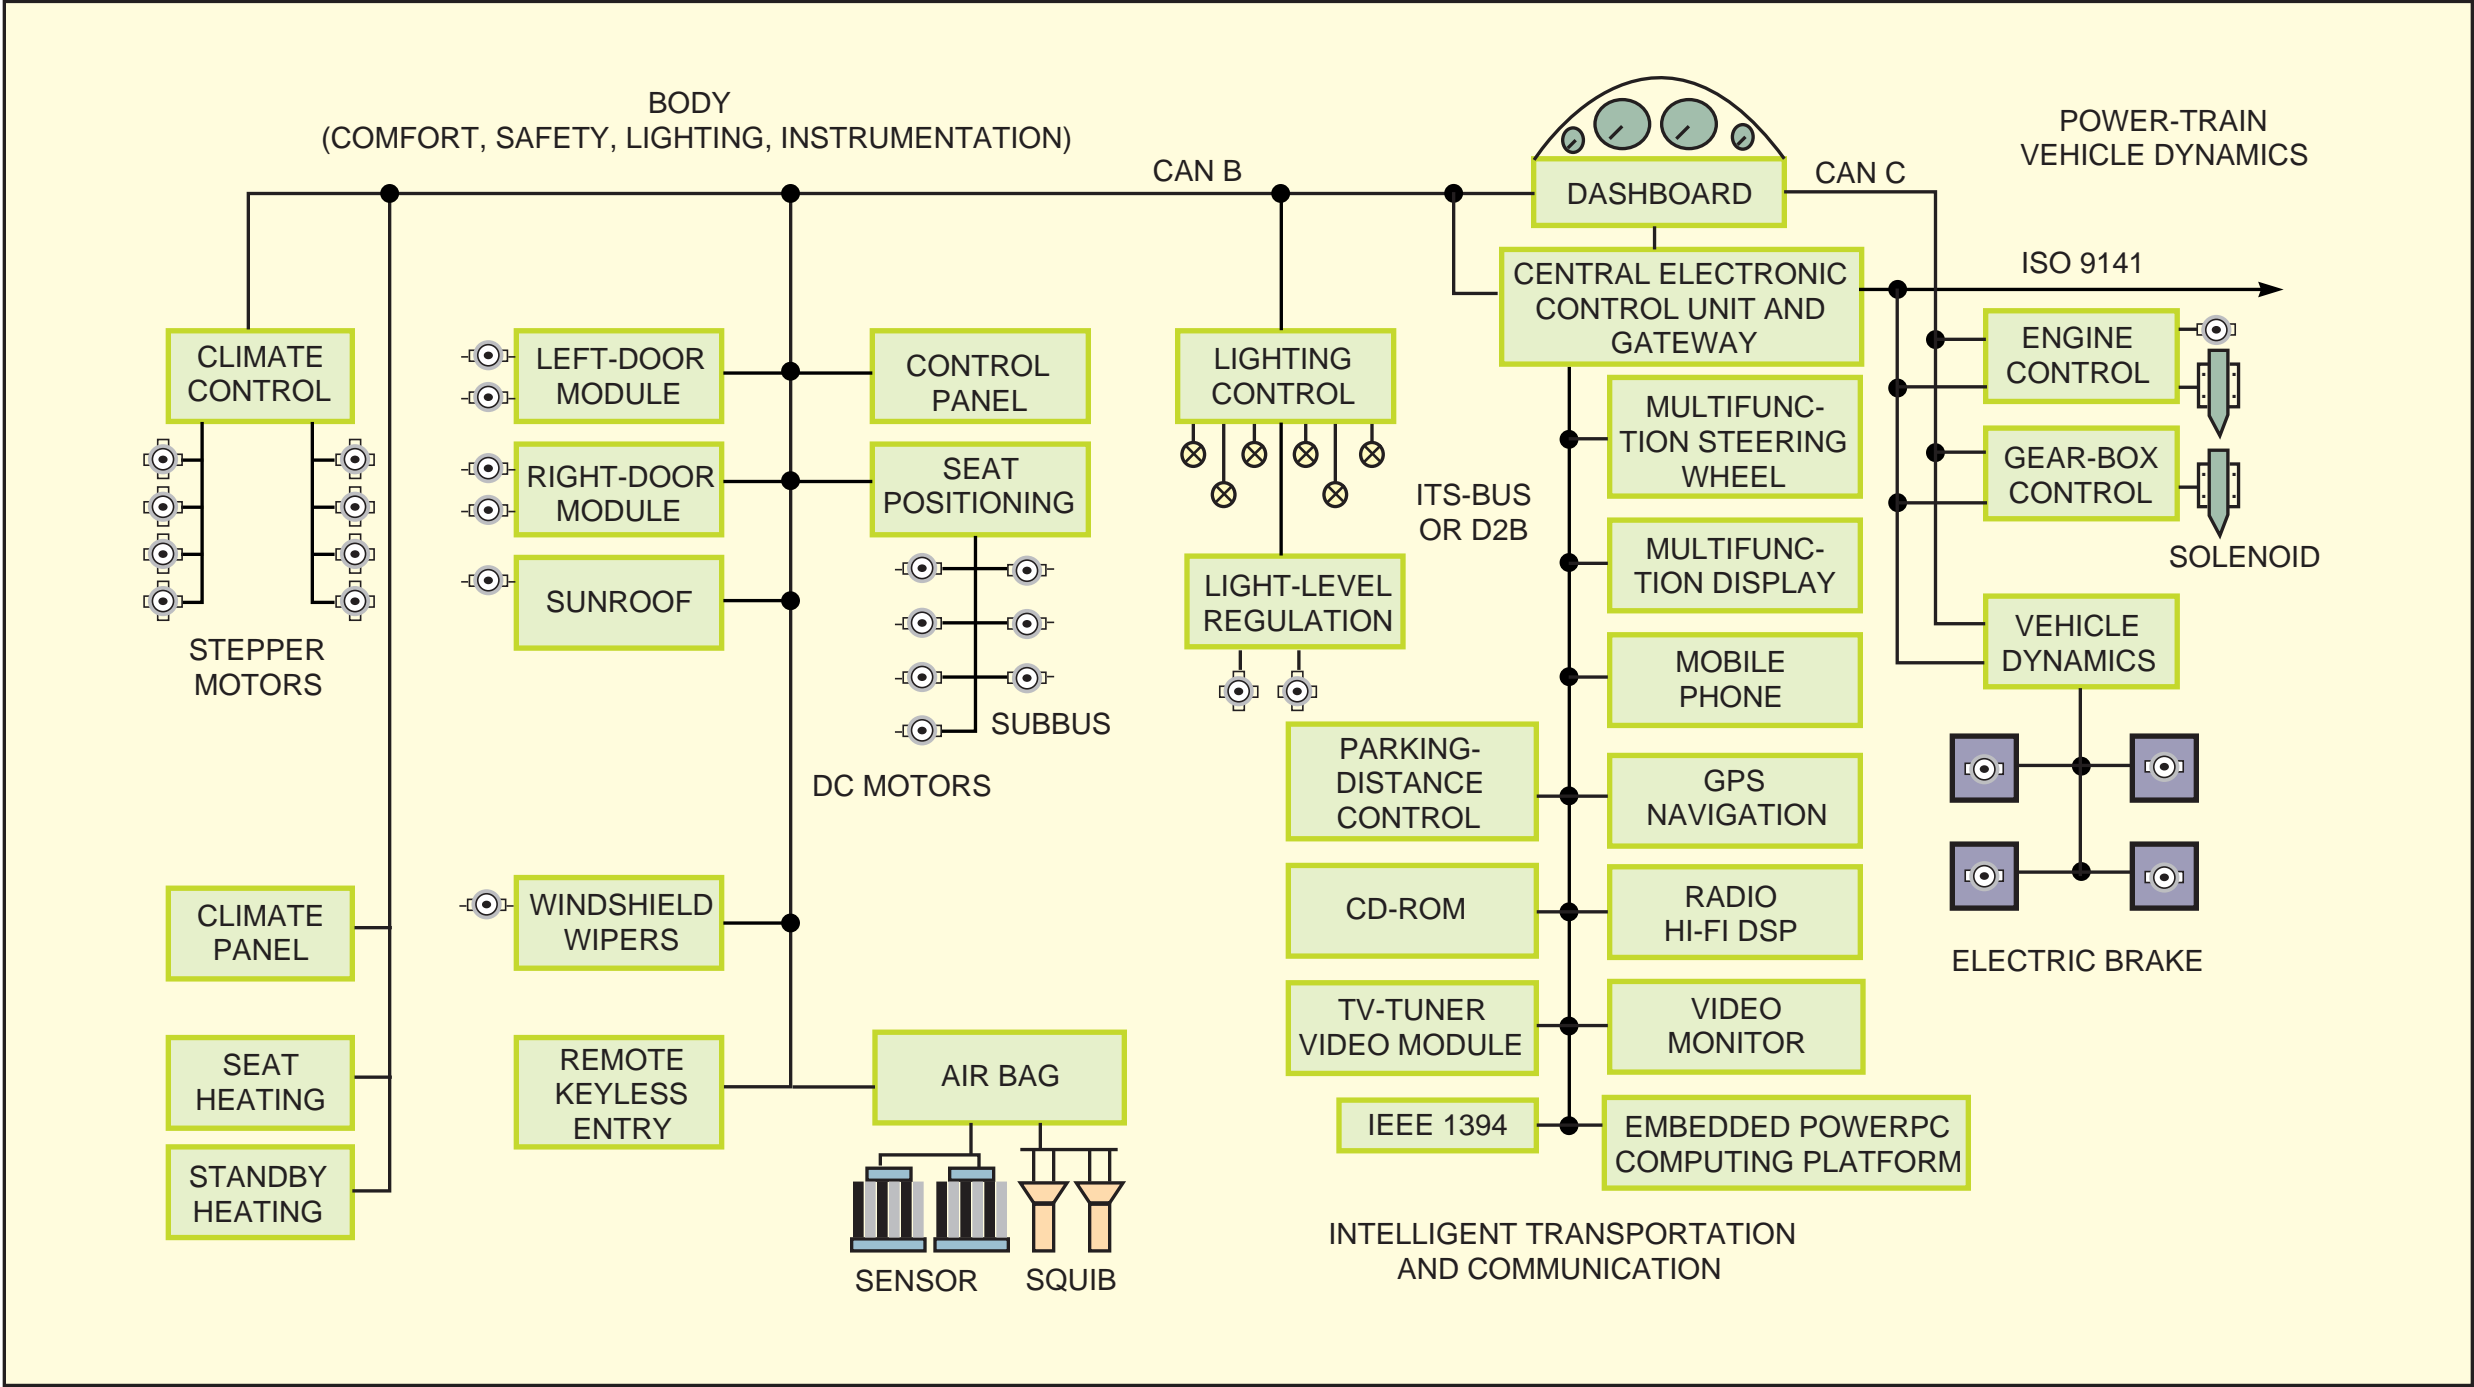 BODY
(COMFORT, SAFETY, LIGHTING, INSTRUMENTATION)
CAN B
DASHBOARD
CAN C
POWER-TRAIN
VEHICLE DYNAMICS
CENTRAL ELECTRONIC
CONTROL UNIT AND
GATEWAY
ISO 9141
CLIMATE
CONTROL
STEPPER
MOTORS
CLIMATE
PANEL
SEAT
HEATING
STANDBY
HEATING
LEFT-DOOR
MODULE
RIGHT-DOOR
MODULE
SUNROOF
WINDSHIELD
WIPERS
REMOTE
KEYLESS
ENTRY
CONTROL
PANEL
SEAT
POSITIONING
SUBBUS
DC MOTORS
AIR BAG
SENSOR
SQUIB
LIGHTING
CONTROL
LIGHT-LEVEL
REGULATION
ITS-BUS
OR D2B
MULTIFUNC-
TION STEERING
WHEEL
MULTIFUNC-
TION DISPLAY
MOBILE
PHONE
PARKING-
DISTANCE
CONTROL
GPS
NAVIGATION
CD-ROM
RADIO
HI-FI DSP
TV-TUNER
VIDEO MODULE
VIDEO
MONITOR
IEEE 1394
EMBEDDED POWERPC
COMPUTING PLATFORM
INTELLIGENT TRANSPORTATION
AND COMMUNICATION
ENGINE
CONTROL
GEAR-BOX
CONTROL
SOLENOID
VEHICLE
DYNAMICS
ELECTRIC BRAKE